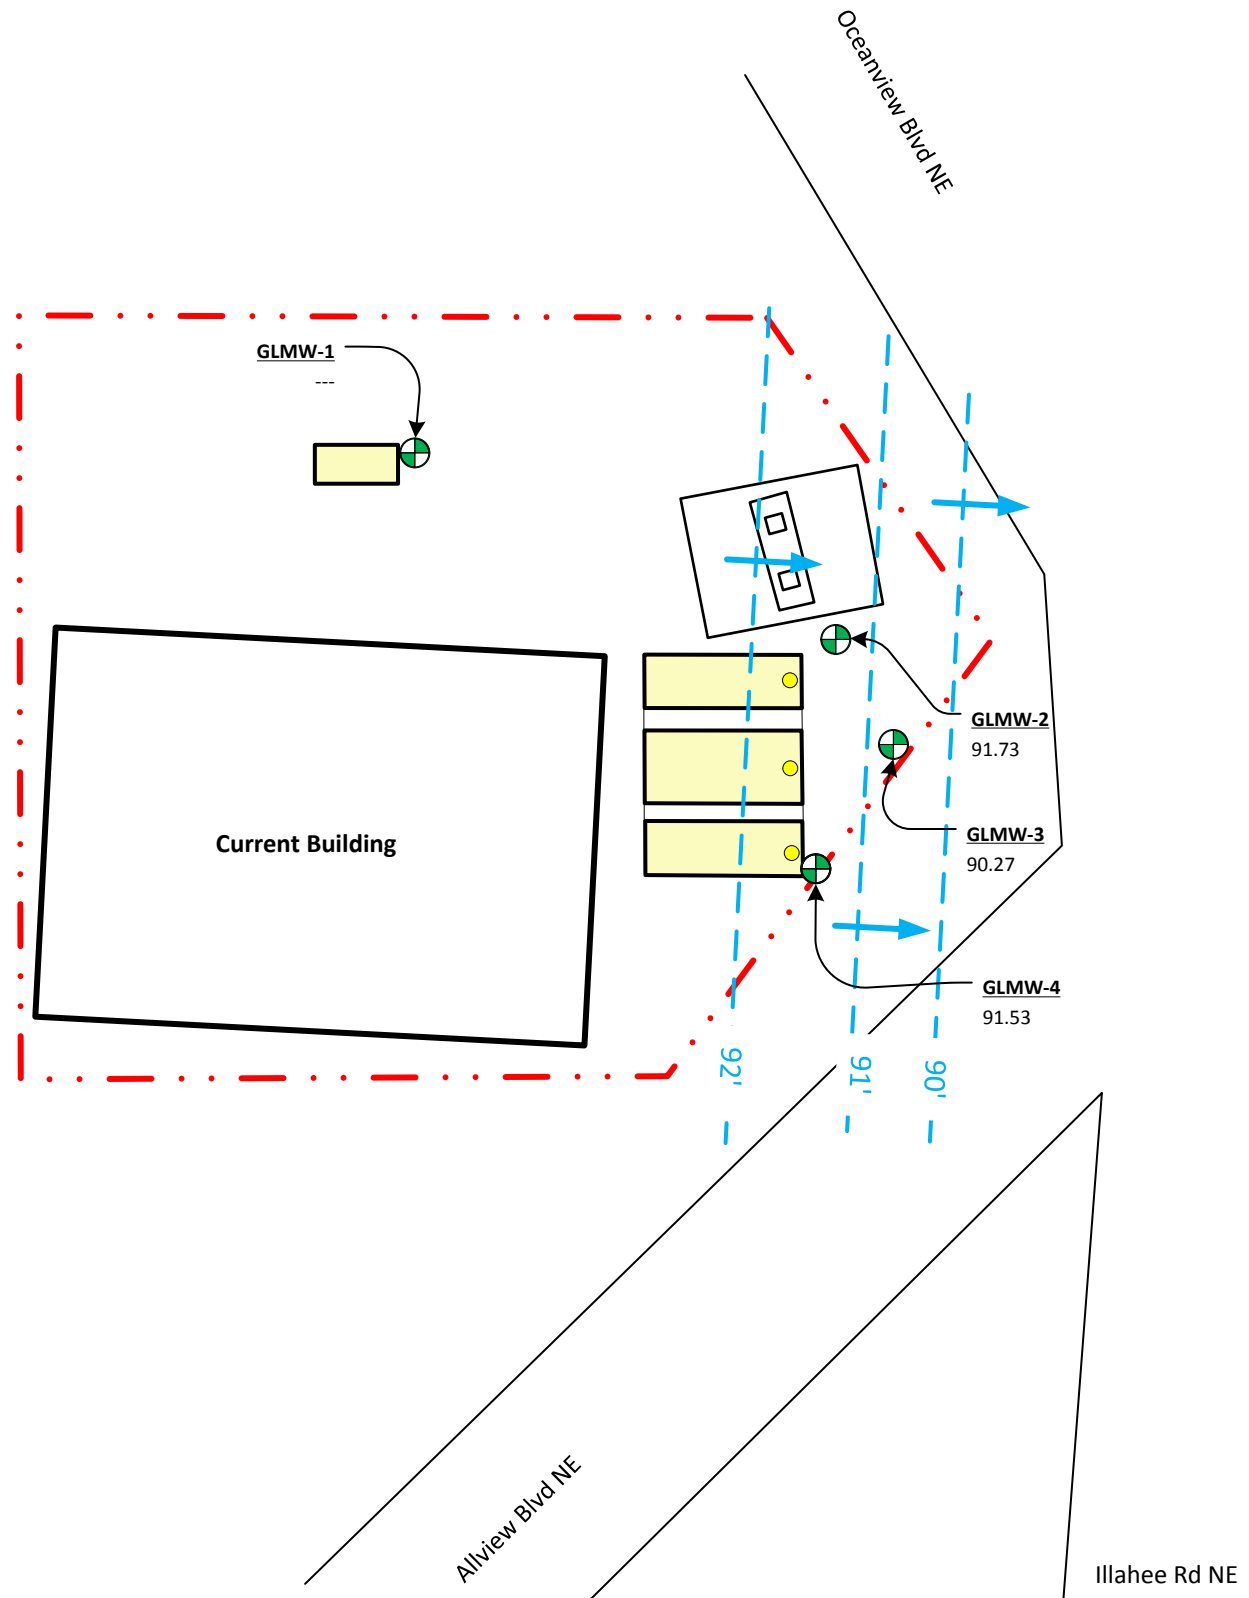 Oceanview Blvd NE
GLMW-1
---
GLMW-2
91.73
GLMW-3
90.27
Current Building
GLMW-4
91.53
92'
91'
90'
Allview Blvd NE
Illahee Rd NE